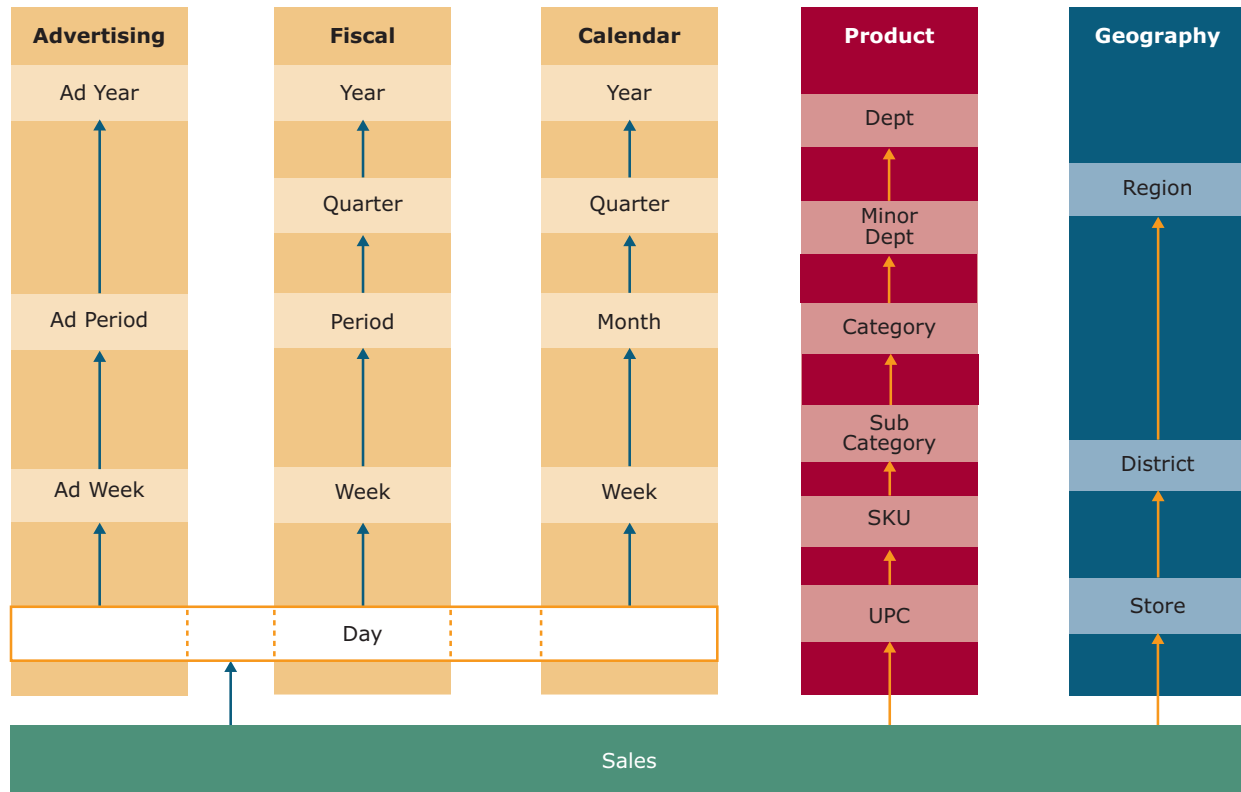 Advertising
Fiscal
Calendar
Product
Geography
Ad Year
Year
Year
Dept
Region
Quarter
Quarter
Minor
Dept
Ad Period
Period
Month
Category
Sub
Category
District
Ad Week
Week
Week
SKU
Store
UPC
Day
Sales